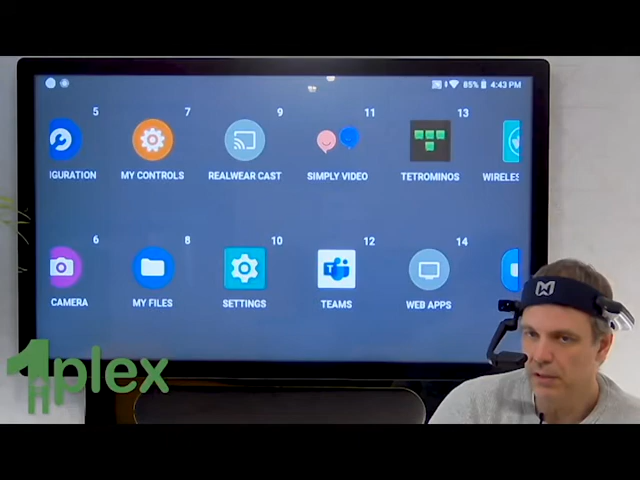 85% 4:43 PM
5 7 9 11 13
IGURATION MY CONTROLS REALWEAR CAST SIMPLY VIDEO TETROMINOS WIRELES
6 8 10 12 14
CAMERA MY FILES SETTINGS TEAMS WEB APPS
1plex